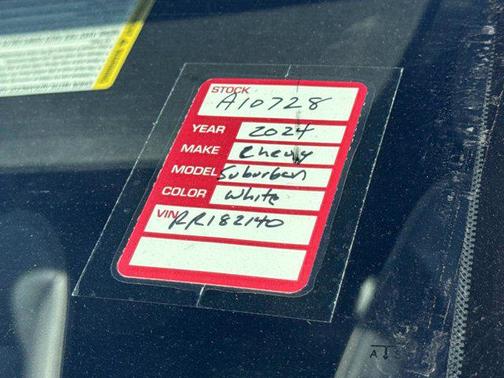 STOCK
A10728
YEAR 2024
MAKE Chevy
MODEL Suburban
COLOR White
VIN RR182140